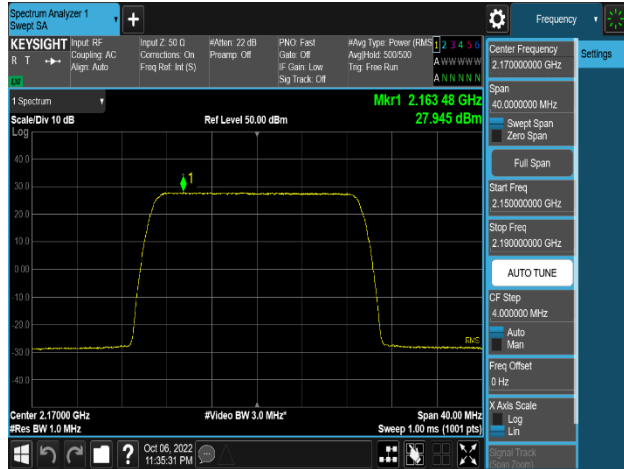 Spectrum Analyzer 1
Swept SA
+
Frequency
KEYSIGHT
R T
Input: RF
Coupling: AC
Align: Auto
Input Z: 50 Ω
Corrections: On
Freq Ref: Int (S)
#Atten: 22 dB
Preamp: Off
PNO: Fast
Gate: Off
IF Gain: Low
Sig Track: Off
#Avg Type: Power (RMS
Avg|Hold: 500/500
Trig: Free Run
1 2 3 4 5 6
A W W W W W
A N N N N N
1 Spectrum
Scale/Div 10 dB
Log
Ref Level 50.00 dBm
Mkr1 2.163 48 GHz
27.945 dBm
40.0
30.0
20.0
10.0
0.00
-10.0
-20.0
-30.0
-40.0
1
RMS
Center 2.17000 GHz
#Res BW 1.0 MHz
#Video BW 3.0 MHz*
Span 40.00 MHz
Sweep 1.00 ms (1001 pts)
?
Oct 06, 2022
11:35:31 PM
Center Frequency
2.170000000 GHz
Settings
Span
40.0000000 MHz
Swept Span
Zero Span
Full Span
Start Freq
2.150000000 GHz
Stop Freq
2.190000000 GHz
AUTO TUNE
CF Step
4.000000 MHz
Auto
Man
Freq Offset
0 Hz
X Axis Scale
Log
Lin
Signal Track
(Span Zoom)